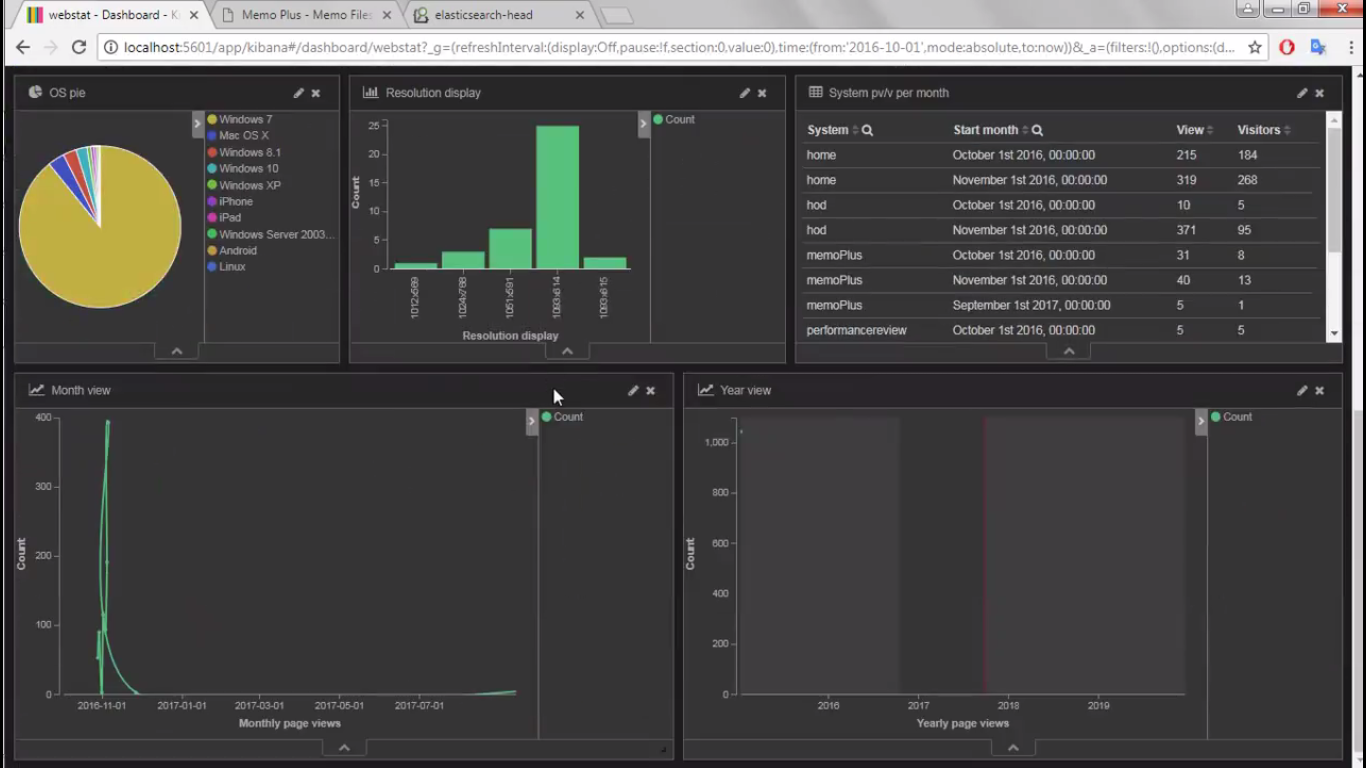 webstat - Dashboard - Ki
Memo Plus - Memo Files
elasticsearch-head
localhost:5601/app/kibana#/dashboard/webstat?_g=(refreshInterval:(display:Off,pause:!f,section:0,value:0),time:(from:'2016-10-01',mode:absolute,to:now))&_a=(filters:!(),options:(d...
OS pie
Windows 7
Mac OS X
Windows 8.1
Windows 10
Windows XP
iPhone
iPad
Windows Server 2003...
Android
Linux
Resolution display
Count
25
20
15
10
5
0
1024x768
1051x591
1093x614
1093x615
Resolution display
Count
System pv/v per month
System Start month View Visitors
home October 1st 2016, 00:00:00 215 184
home November 1st 2016, 00:00:00 319 268
hod October 1st 2016, 00:00:00 10 5
hod November 1st 2016, 00:00:00 371 95
memoPlus October 1st 2016, 00:00:00 31 8
memoPlus November 1st 2016, 00:00:00 40 13
memoPlus September 1st 2017, 00:00:00 5 1
performancereview October 1st 2016, 00:00:00 5 5
Month view
Count
400
300
200
100
0
2016-11-01 2017-01-01 2017-03-01 2017-05-01 2017-07-01
Monthly page views
Count
Year view
Count
1,000
800
600
400
200
0
2016 2017 2018 2019
Yearly page views
Count